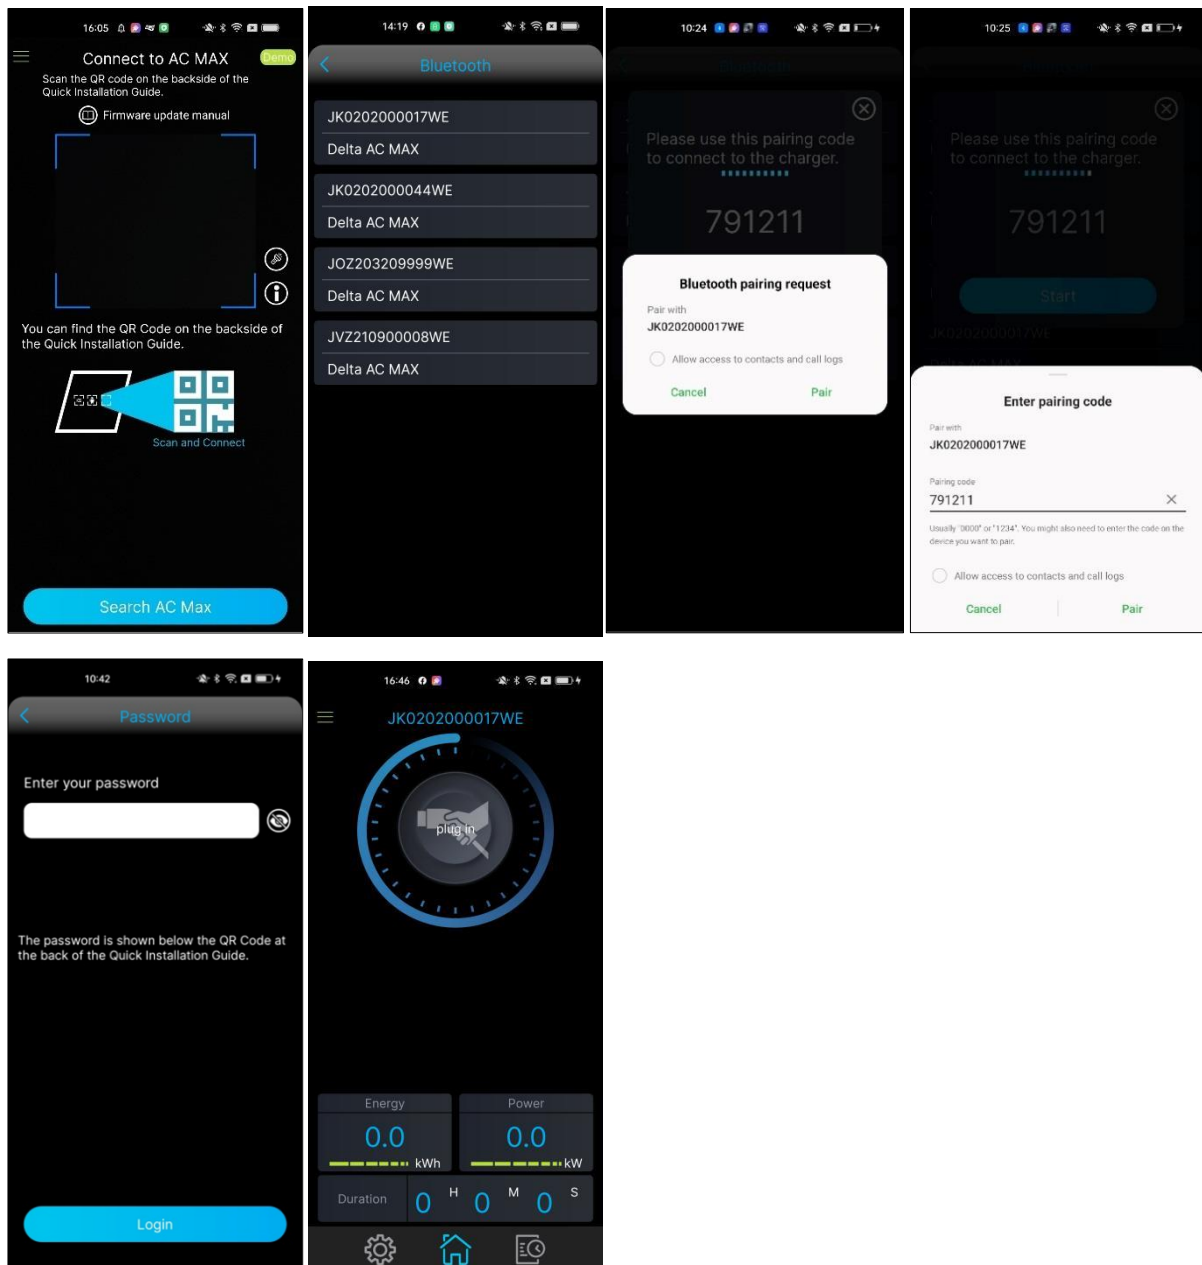 16:05
Connect to AC MAX
Demo
Scan the QR code on the backside of the
Quick Installation Guide.
Firmware update manual
You can find the QR Code on the backside of
the Quick Installation Guide.
Scan and Connect
Search AC Max
14:19
Bluetooth
JK0202000017WE
Delta AC MAX
JK0202000044WE
Delta AC MAX
JOZ203209999WE
Delta AC MAX
JVZ210900008WE
Delta AC MAX
10:24
Please use this pairing code
to connect to the charger.
791211
Bluetooth pairing request
Pair with
JK0202000017WE
Allow access to contacts and call logs
Cancel
Pair
10:25
Please use this pairing code
to connect to the charger.
791211
Start
JK0202000017WE
Enter pairing code
Pair with
JK0202000017WE
Pairing code
791211
Usually "0000" or "1234". You might also need to enter the code on the
device you want to pair.
Allow access to contacts and call logs
Cancel
Pair
10:42
Password
Enter your password
The password is shown below the QR Code at
the back of the Quick Installation Guide.
Login
16:46
JK0202000017WE
plug in
Energy
0.0
kWh
Power
0.0
kW
Duration
0 H 0 M 0 S